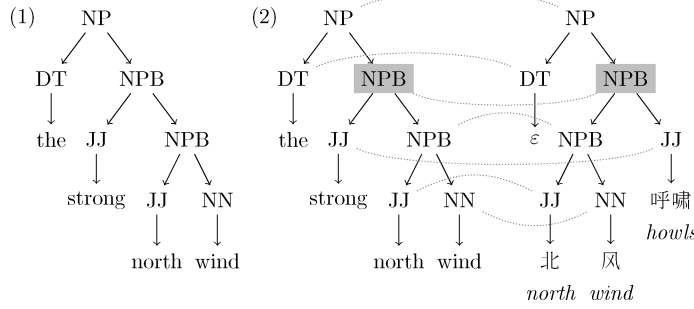 (1) NP (2) NP NP
DT NPB DT NPB DT NPB
the JJ NPB the JJ NPB ε NPB JJ
strong JJ NN strong JJ NN JJ NN 呼啸
howls
north wind north wind 北 风
north wind